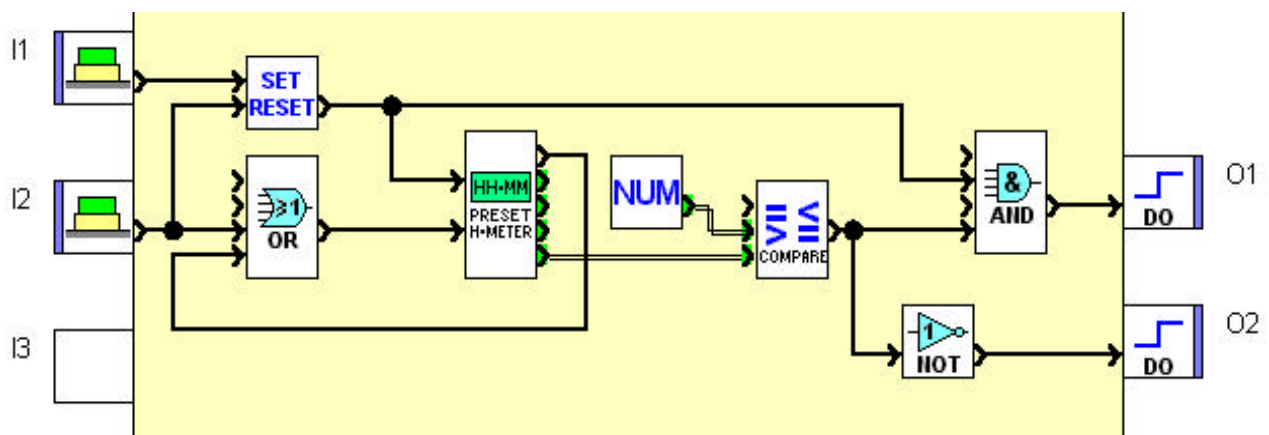 I1
SET
RESET
I2
≥1
OR
HH•MM
PRESET
H•METER
NUM
COMPARE
&
AND
O1
DO
I3
1
NOT
O2
DO